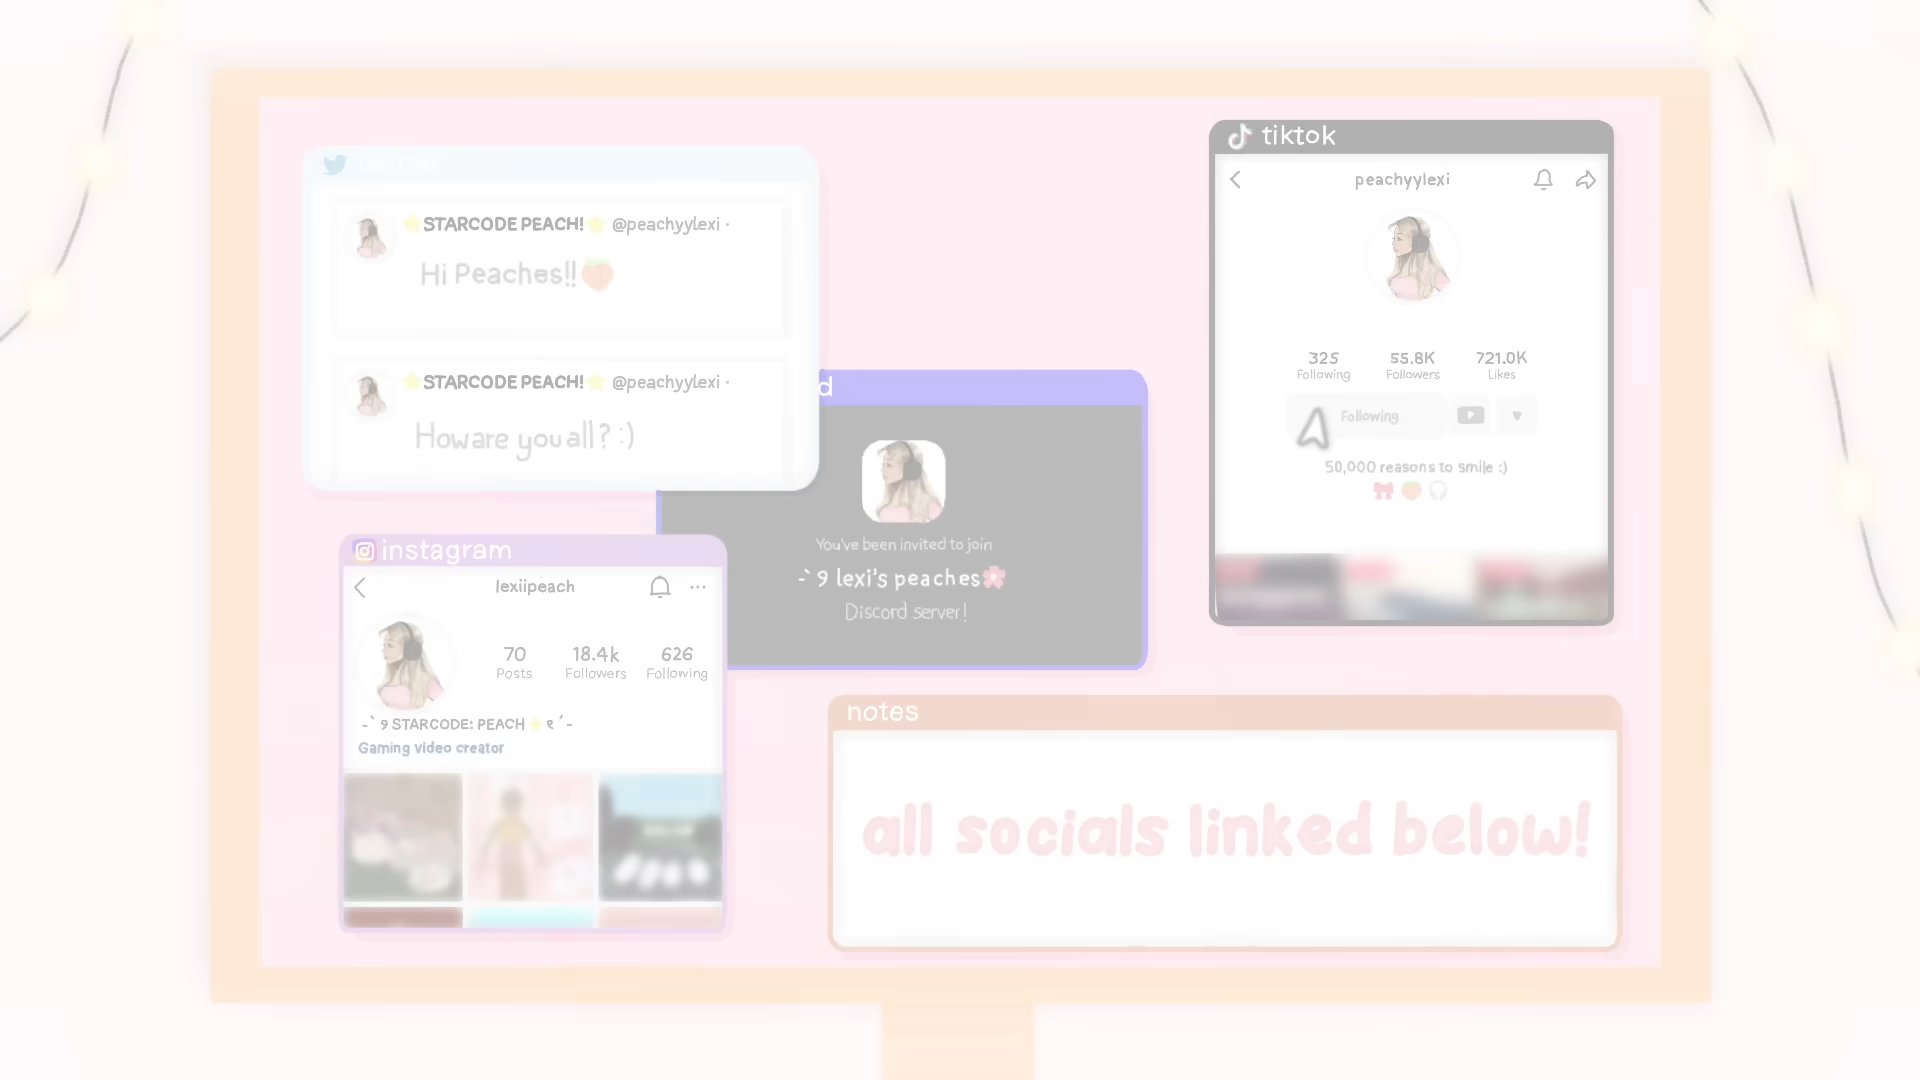 STARCODE PEACH! @peachyylexi ·
Hi Peaches!!
STARCODE PEACH! @peachyylexi ·
How are you all? :)
d
You've been invited to join
-` ୨ lexi's peaches
Discord server!
tiktok
peachyylexi
325 55.8K 721.0K
Following Followers Likes
Following
50,000 reasons to smile :)
instagram
lexiipeach
70 18.4k 626
Posts Followers Following
-` ୨ STARCODE: PEACH ୧ ´-
Gaming video creator
notes
all socials linked below!